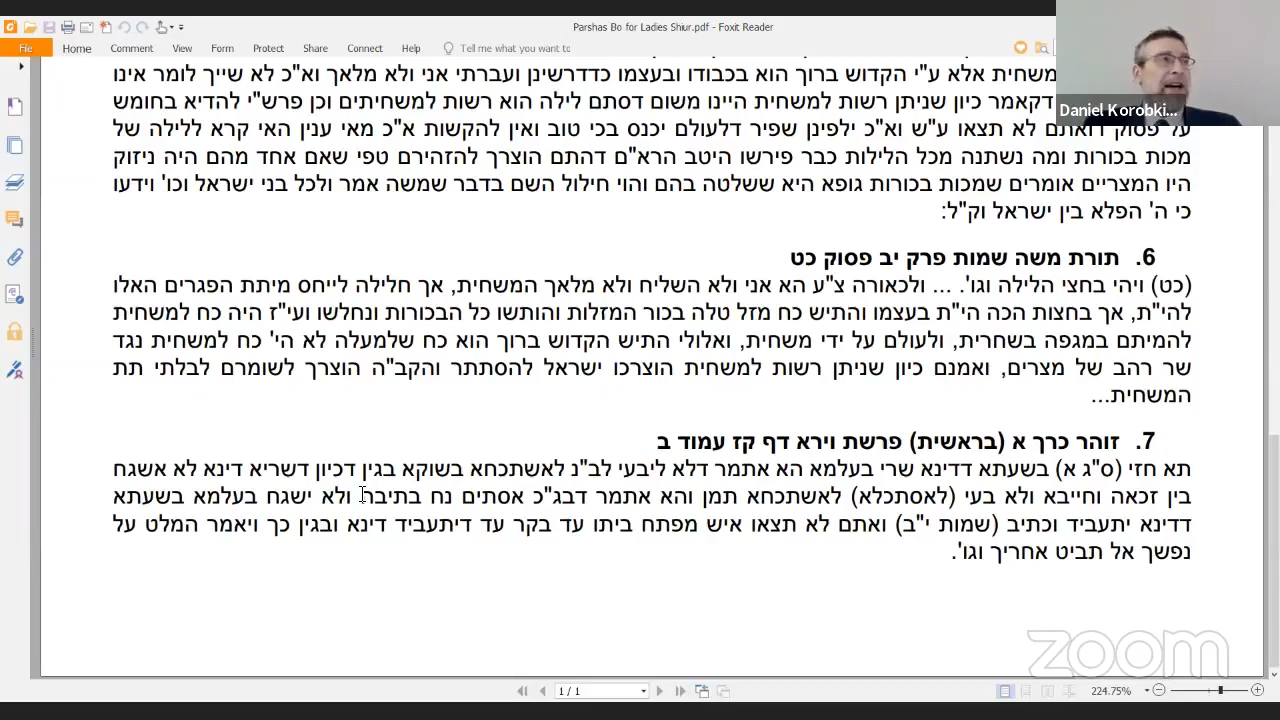 Parshas Bo for Ladies Shiur.pdf - Foxit Reader
File Home Comment View Form Protect Share Connect Help Tell me what you want to
Daniel Korobki...
משחית אלא ע"י הקדוש ברוך הוא בכבודו ובעצמו כדדרשינן ועברתי אני ולא מלאך וא"כ לא שייך לומר אינו
דקאמר כיון שניתן רשות למשחית היינו משום דסתם לילה הוא רשות למשחיתים וכן פרש"י להדיא בחומש
על פסוק ואתם לא תצאו ע"ש וא"כ ילפינן שפיר דלעולם יכנס בכי טוב ואין להקשות א"כ מאי ענין האי קרא ללילה של
מכות בכורות ומה נשתנה מכל הלילות כבר פירשו היטב הרא"ם דהתם הוצרך להזהירם טפי שאם אחד מהם היה ניזוק
היו המצריים אומרים שמכות בכורות גופא היא ששלטה בהם והוי חילול השם בדבר שמשה אמר ולכל בני ישראל וכו' וידעו
כי ה' הפלא בין ישראל וק"ל:
6. תורת משה שמות פרק יב פסוק כט
(כט) ויהי בחצי הלילה וגו'. ... ולכאורה צ"ע הא אני ולא השליח ולא מלאך המשחית, אך חלילה לייחס מיתת הפגרים האלו
להי"ת, אך בחצות הכה הי"ת בעצמו והתיש כח מזל טלה בכור המזלות והותשו כל הבכורות ונחלשו ועי"ז היה כח למשחית
להמיתם במגפה בשחרית, ולעולם על ידי משחית, ואלולי התיש הקדוש ברוך הוא כח שלמעלה לא הי' כח למשחית נגד
שר רהב של מצרים, ואמנם כיון שניתן רשות למשחית הוצרכו ישראל להסתתר והקב"ה הוצרך לשומרם לבלתי תת
המשחית...
7. זוהר כרך א (בראשית) פרשת וירא דף קז עמוד ב
תא חזי (ס"ג א) בשעתא דדינא שרי בעלמא הא אתמר דלא ליבעי לב"נ לאשתכחא בשוקא בגין דכיון דשריא דינא לא אשגח
בין זכאה וחייבא ולא בעי (לאסתכלא) לאשתכחא תמן והא אתמר דבג"כ אסתים נח בתיבה ולא ישגח בעלמא בשעתא
דדינא יתעביד וכתיב (שמות י"ב) ואתם לא תצאו איש מפתח ביתו עד בקר עד דיתעביד דינא ובגין כך ויאמר המלט על
נפשך אל תביט אחריך וגו'.
zoom
1 / 1
224.75%